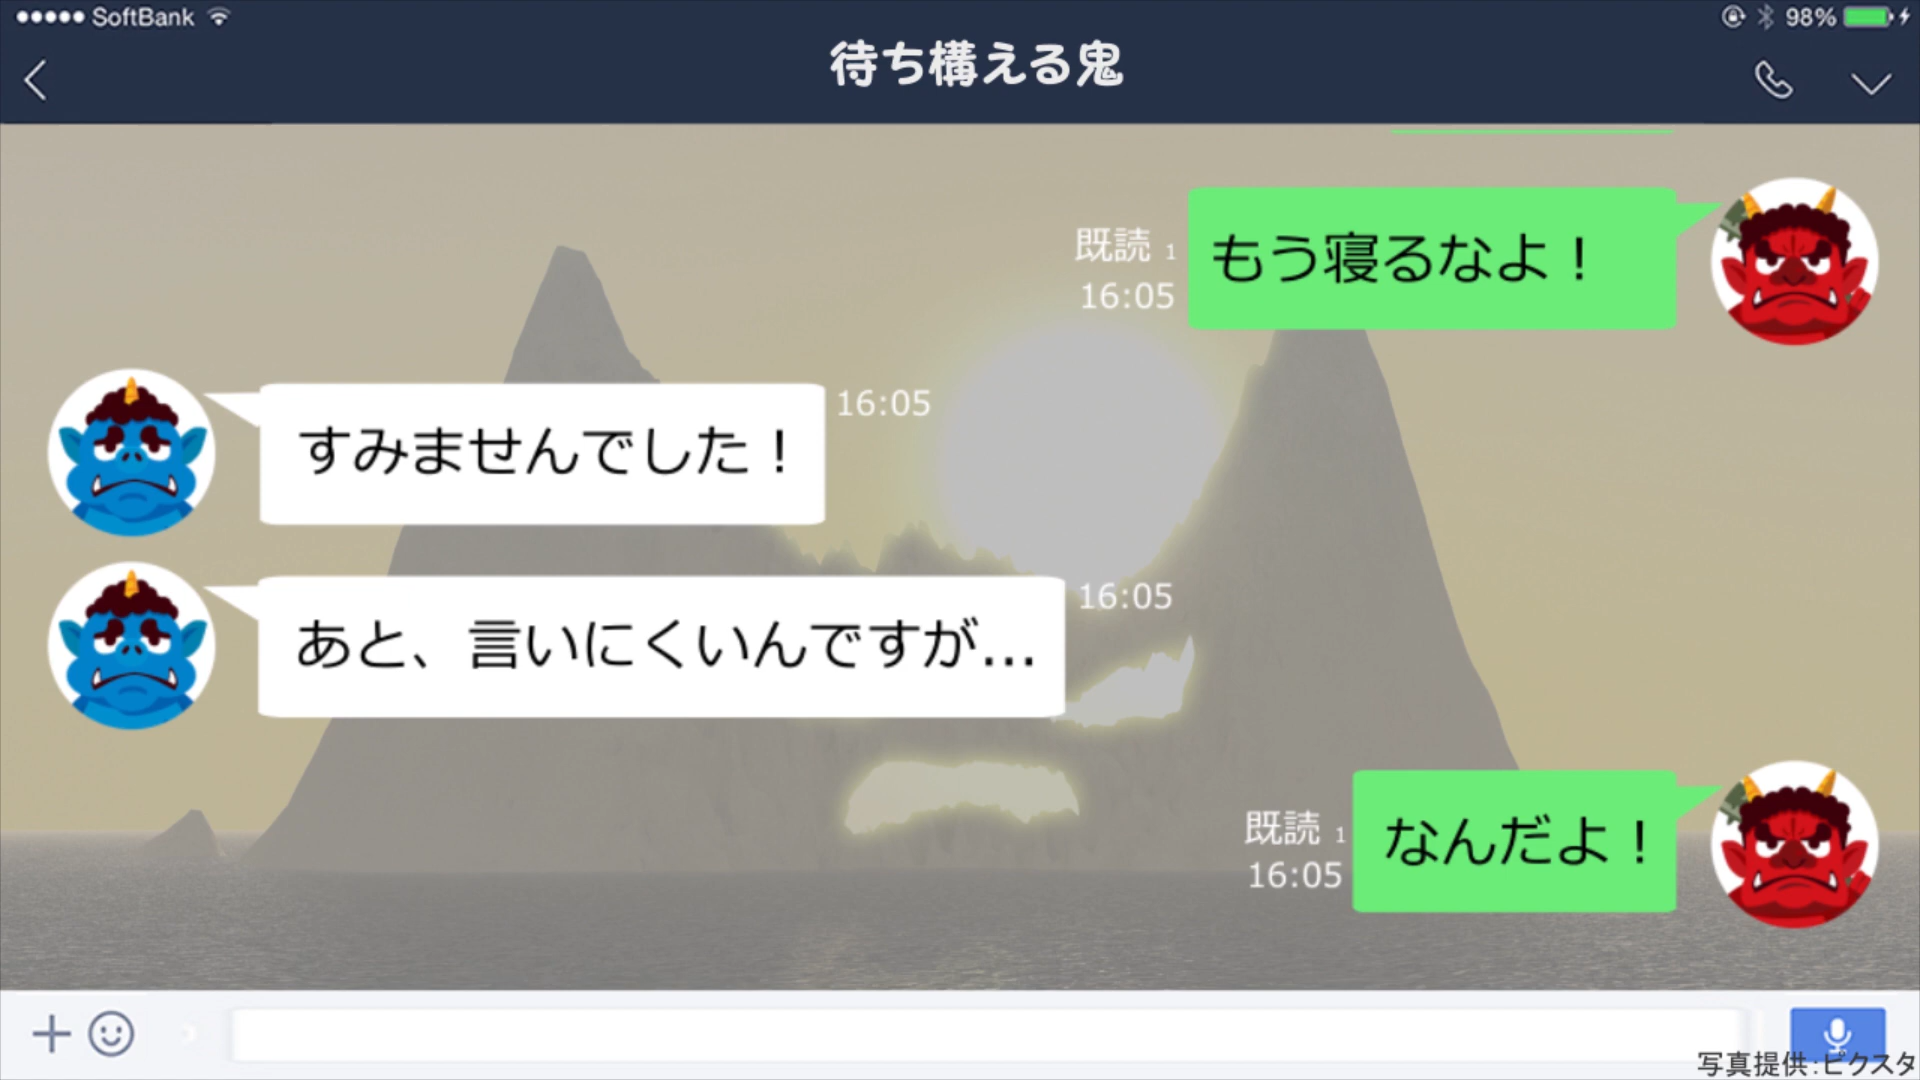 ●●●●● SoftBank
98%
待ち構える鬼
もう寝るなよ！
既読 1
16:05
すみませんでした！
16:05
あと、言いにくいんですが...
16:05
なんだよ！
既読 1
16:05
写真提供：ピクスタ